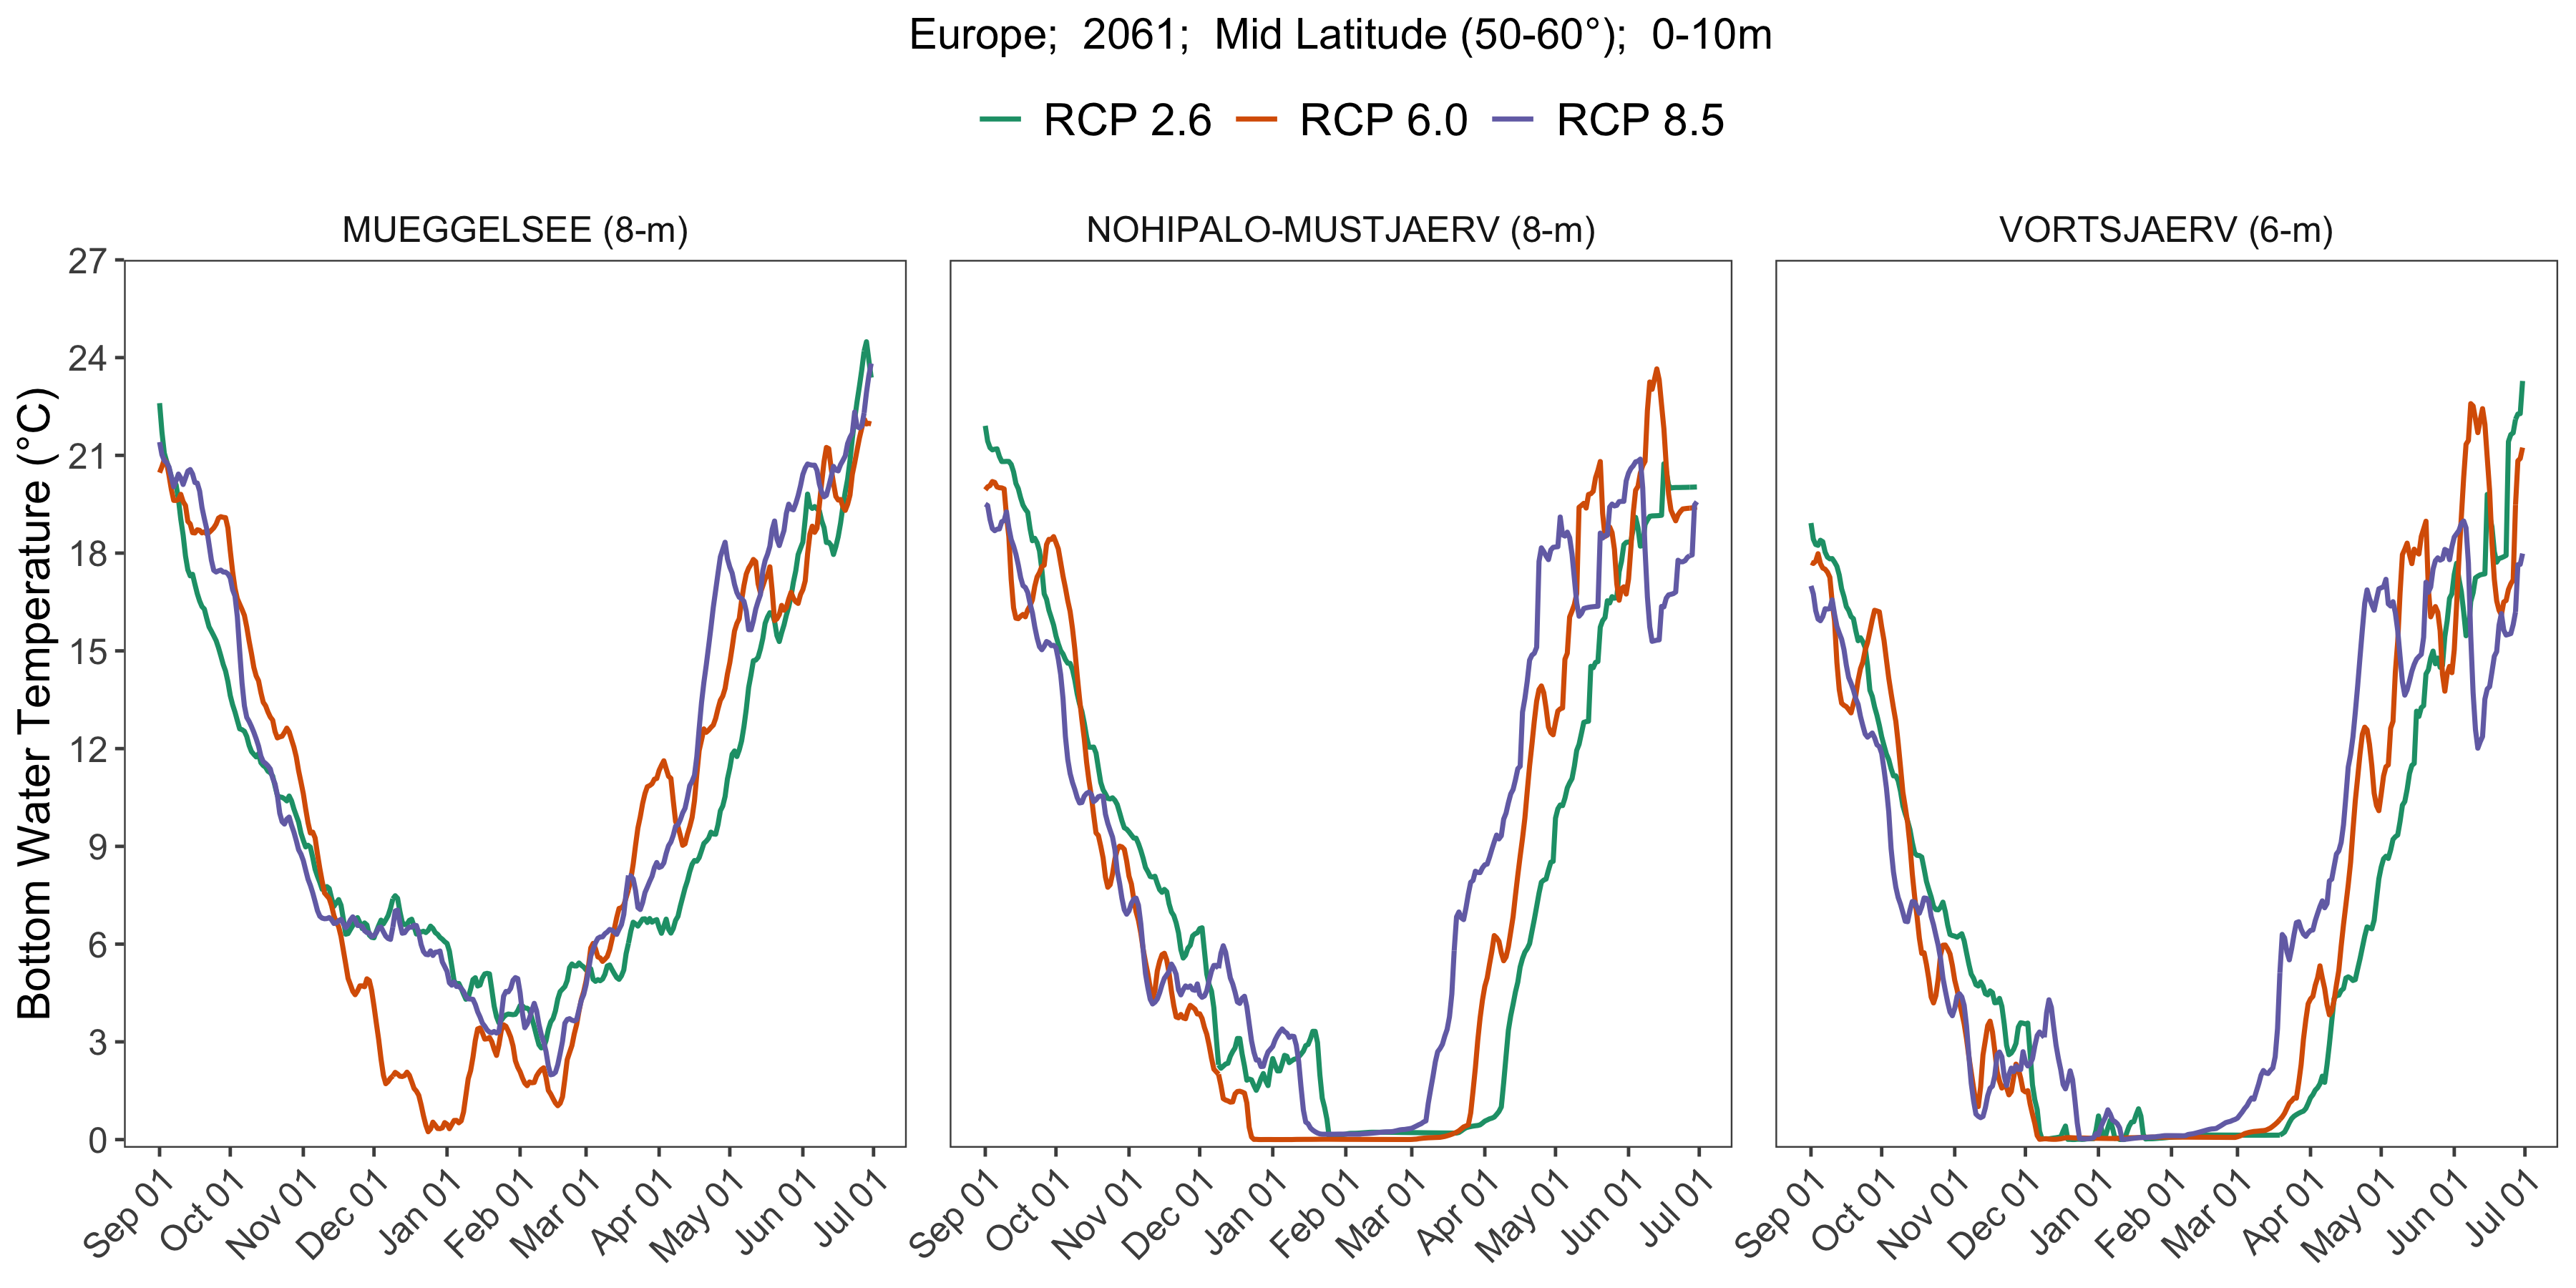 Europe;  2061;  Mid Latitude (50-60°);  0-10m
RCP 2.6 RCP 6.0 RCP 8.5
MUEGGELSEE (8-m) NOHIPALO-MUSTJAERV (8-m) VORTSJAERV (6-m)
Bottom Water Temperature (°C)
27
24
21
18
15
12
9
6
3
0
Sep 01 Oct 01 Nov 01 Dec 01 Jan 01 Feb 01 Mar 01 Apr 01 May 01 Jun 01 Jul 01
Sep 01 Oct 01 Nov 01 Dec 01 Jan 01 Feb 01 Mar 01 Apr 01 May 01 Jun 01 Jul 01
Sep 01 Oct 01 Nov 01 Dec 01 Jan 01 Feb 01 Mar 01 Apr 01 May 01 Jun 01 Jul 01